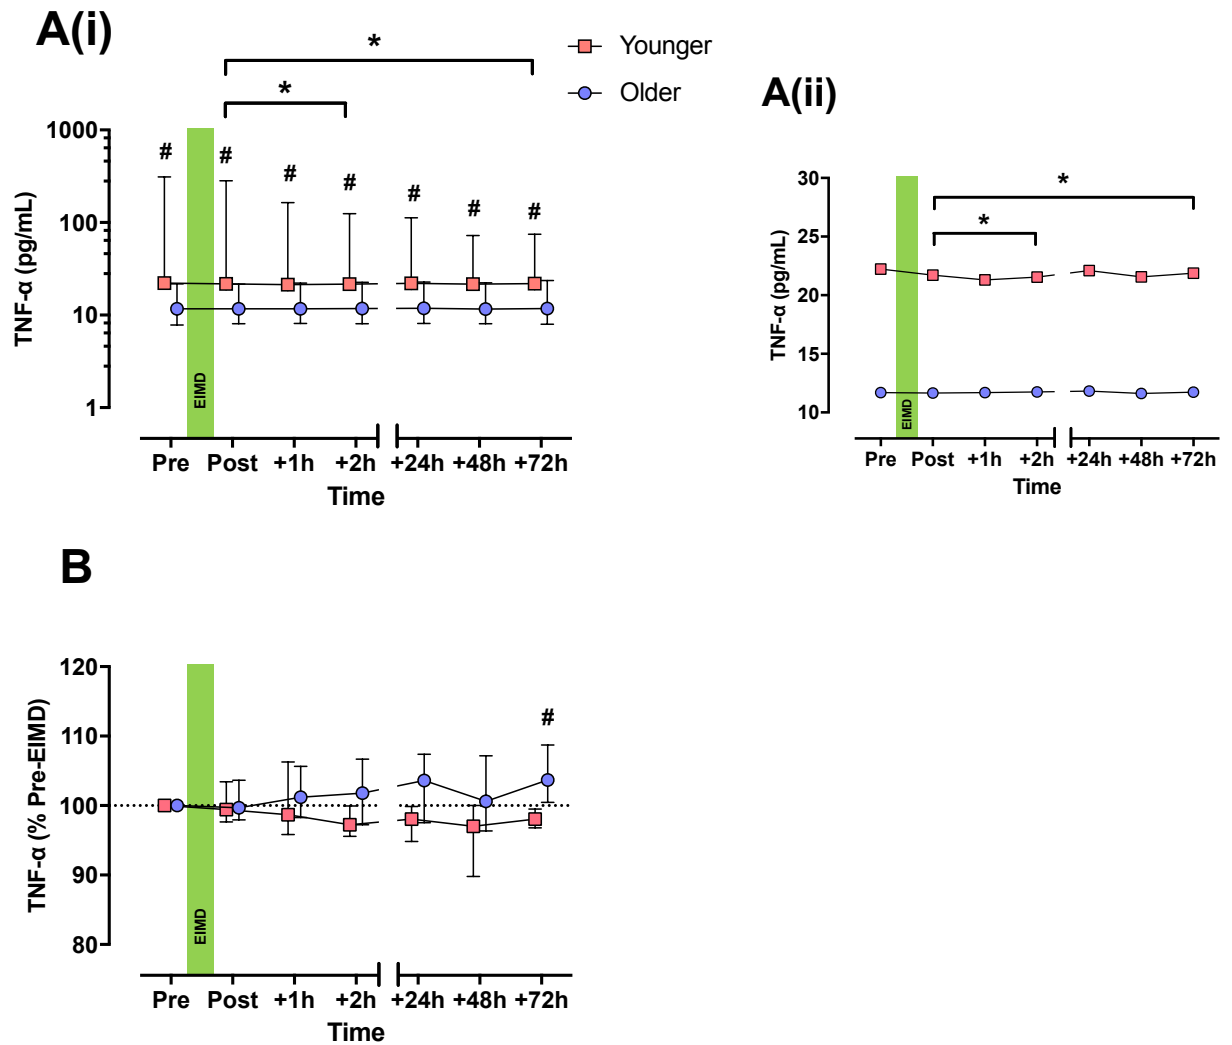 A(i)
*
*
Younger
Older
1000
100
10
1
TNF-α (pg/mL)
# # # # # # #
EIMD
Pre Post +1h +2h +24h +48h +72h
Time
A(ii)
*
*
30
25
20
15
10
TNF-α (pg/mL)
EIMD
Pre Post +1h +2h +24h +48h +72h
Time
B
120
110
100
90
80
TNF-α (% Pre-EIMD)
#
EIMD
Pre Post +1h +2h +24h +48h +72h
Time